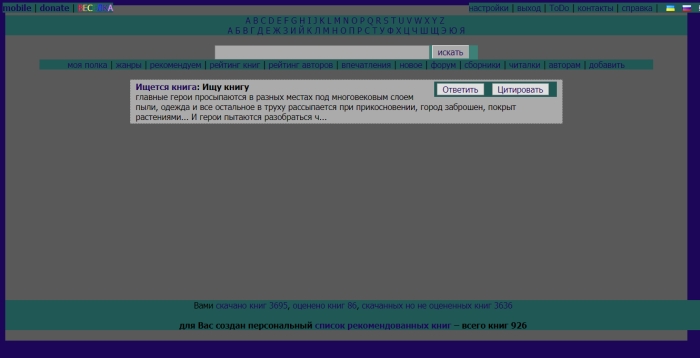 mobile | donate |
настройки | выход | ToDo | контакты | справка |
A B C D E F G H I J K L M N O P Q R S T U V W X Y Z
А Б В Г Д Е Ж З И Й К Л М Н О П Р С Т У Ф Х Ц Ч Ш Щ Э Ю Я
искать
моя полка | жанры | рекомендуем | рейтинг книг | рейтинг авторов | впечатления | новое | форум | сборники | читалки | авторам | добавить
Ищется книга: Ищу книгу
Ответить Цитировать
главные герои просыпаются в разных местах под многовековым слоем
пыли, одежда и все остальное в труху рассыпается при прикосновении, город заброшен, покрыт
растениями... И герои пытаются разобраться ч...
Вами скачано книг 3695, оценено книг 86, скачанных но не оцененных книг 3636
для Вас создан персональный список рекомендованных книг – всего книг 926